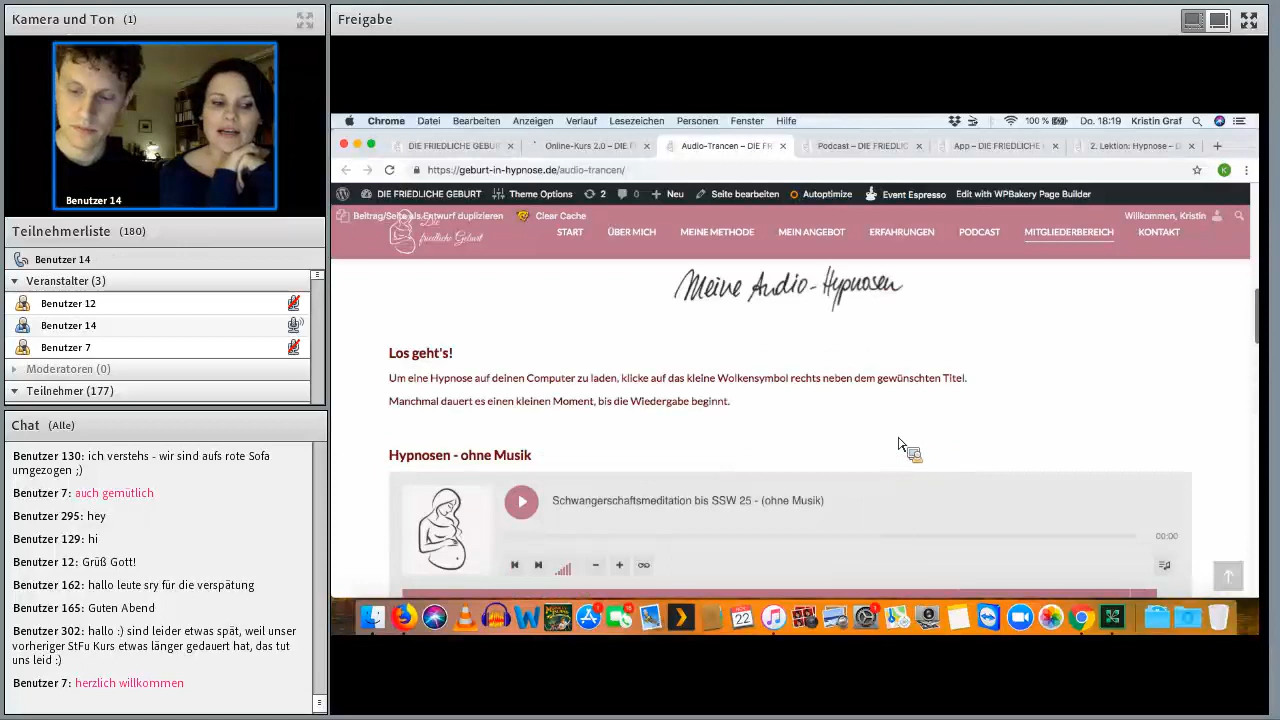 Kamera und Ton (1)
Benutzer 14
Teilnehmerliste (180)
Benutzer 14
Veranstalter (3)
Benutzer 12
Benutzer 14
Benutzer 7
Moderatoren (0)
Teilnehmer (177)
Chat (Alle)
Benutzer 130: ich verstehs - wir sind aufs rote Sofa
umgezogen ;)
Benutzer 7: auch gemütlich
Benutzer 295: hey
Benutzer 129: hi
Benutzer 12: Grüß Gott!
Benutzer 162: hallo leute sry für die verspätung
Benutzer 165: Guten Abend
Benutzer 302: hallo :) sind leider etwas spät, weil unser
vorheriger StFu Kurs etwas länger gedauert hat, das tut
uns leid :)
Benutzer 7: herzlich willkommen
Freigabe
Chrome Datei Bearbeiten Anzeigen Verlauf Lesezeichen Personen Fenster Hilfe 100 % Do. 18:19 Kristin Graf
DIE FRIEDLICHE GEBURT Online-Kurs 2.0 – DIE F Audio-Trancen – DIE FR Podcast – DIE FRIEDLIC App – DIE FRIEDLICHE 2. Lektion: Hypnose – D
https://geburt-in-hypnose.de/audio-trancen/ K
DIE FRIEDLICHE GEBURT Theme Options 2 0 Neu Seite bearbeiten Autoptimize Event Espresso Edit with WPBakery Page Builder
Beitrag/Seite als Entwurf duplizieren Clear Cache Willkommen, Kristin
Die
friedliche Geburt
START ÜBER MICH MEINE METHODE MEIN ANGEBOT ERFAHRUNGEN PODCAST MITGLIEDERBEREICH KONTAKT
Meine Audio-Hypnosen
Los geht's!
Um eine Hypnose auf deinen Computer zu laden, klicke auf das kleine Wolkensymbol rechts neben dem gewünschten Titel.
Manchmal dauert es einen kleinen Moment, bis die Wiedergabe beginnt.
Hypnosen - ohne Musik
Schwangerschaftsmeditation bis SSW 25 - (ohne Musik)
00:00
22